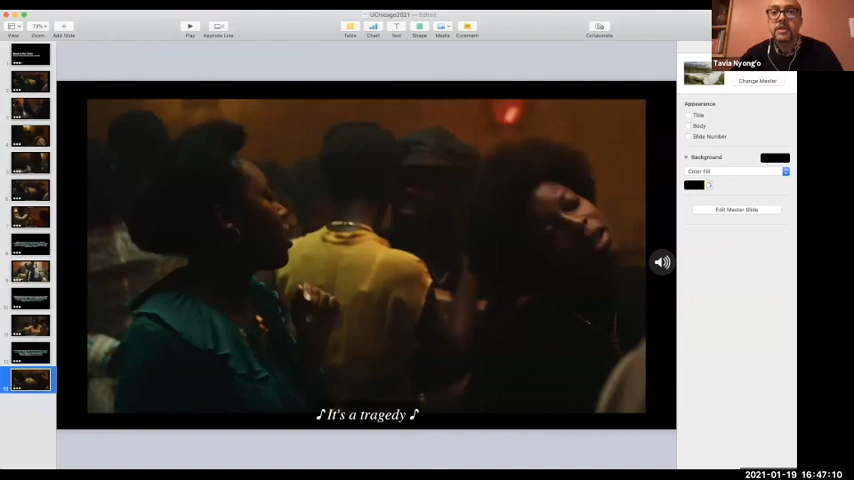 UChicago2021 — Edited
73%
View
Zoom
Add Slide
Play
Keynote Live
Table
Chart
Text
Shape
Media
Comment
Collaborate
Tavia Nyong'o
Change Master
Appearance
Title
Body
Slide Number
Background
Color Fill
Edit Master Slide
♪ It's a tragedy ♪
2021-01-19 16:47:10